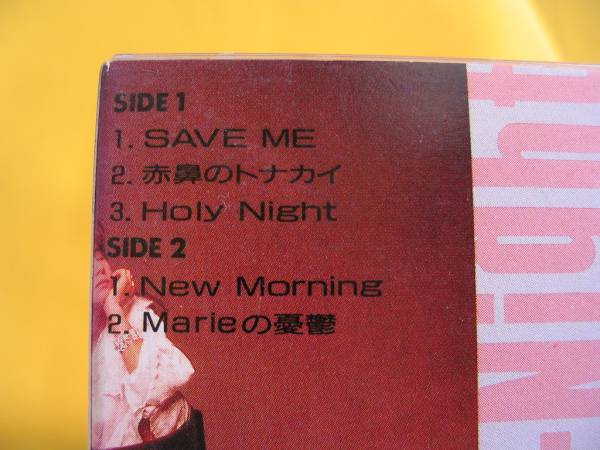 SIDE 1
1. SAVE ME
2. 赤鼻のトナカイ
3. Holy Night
SIDE 2
1. New Morning
2. Marieの憂鬱
Night